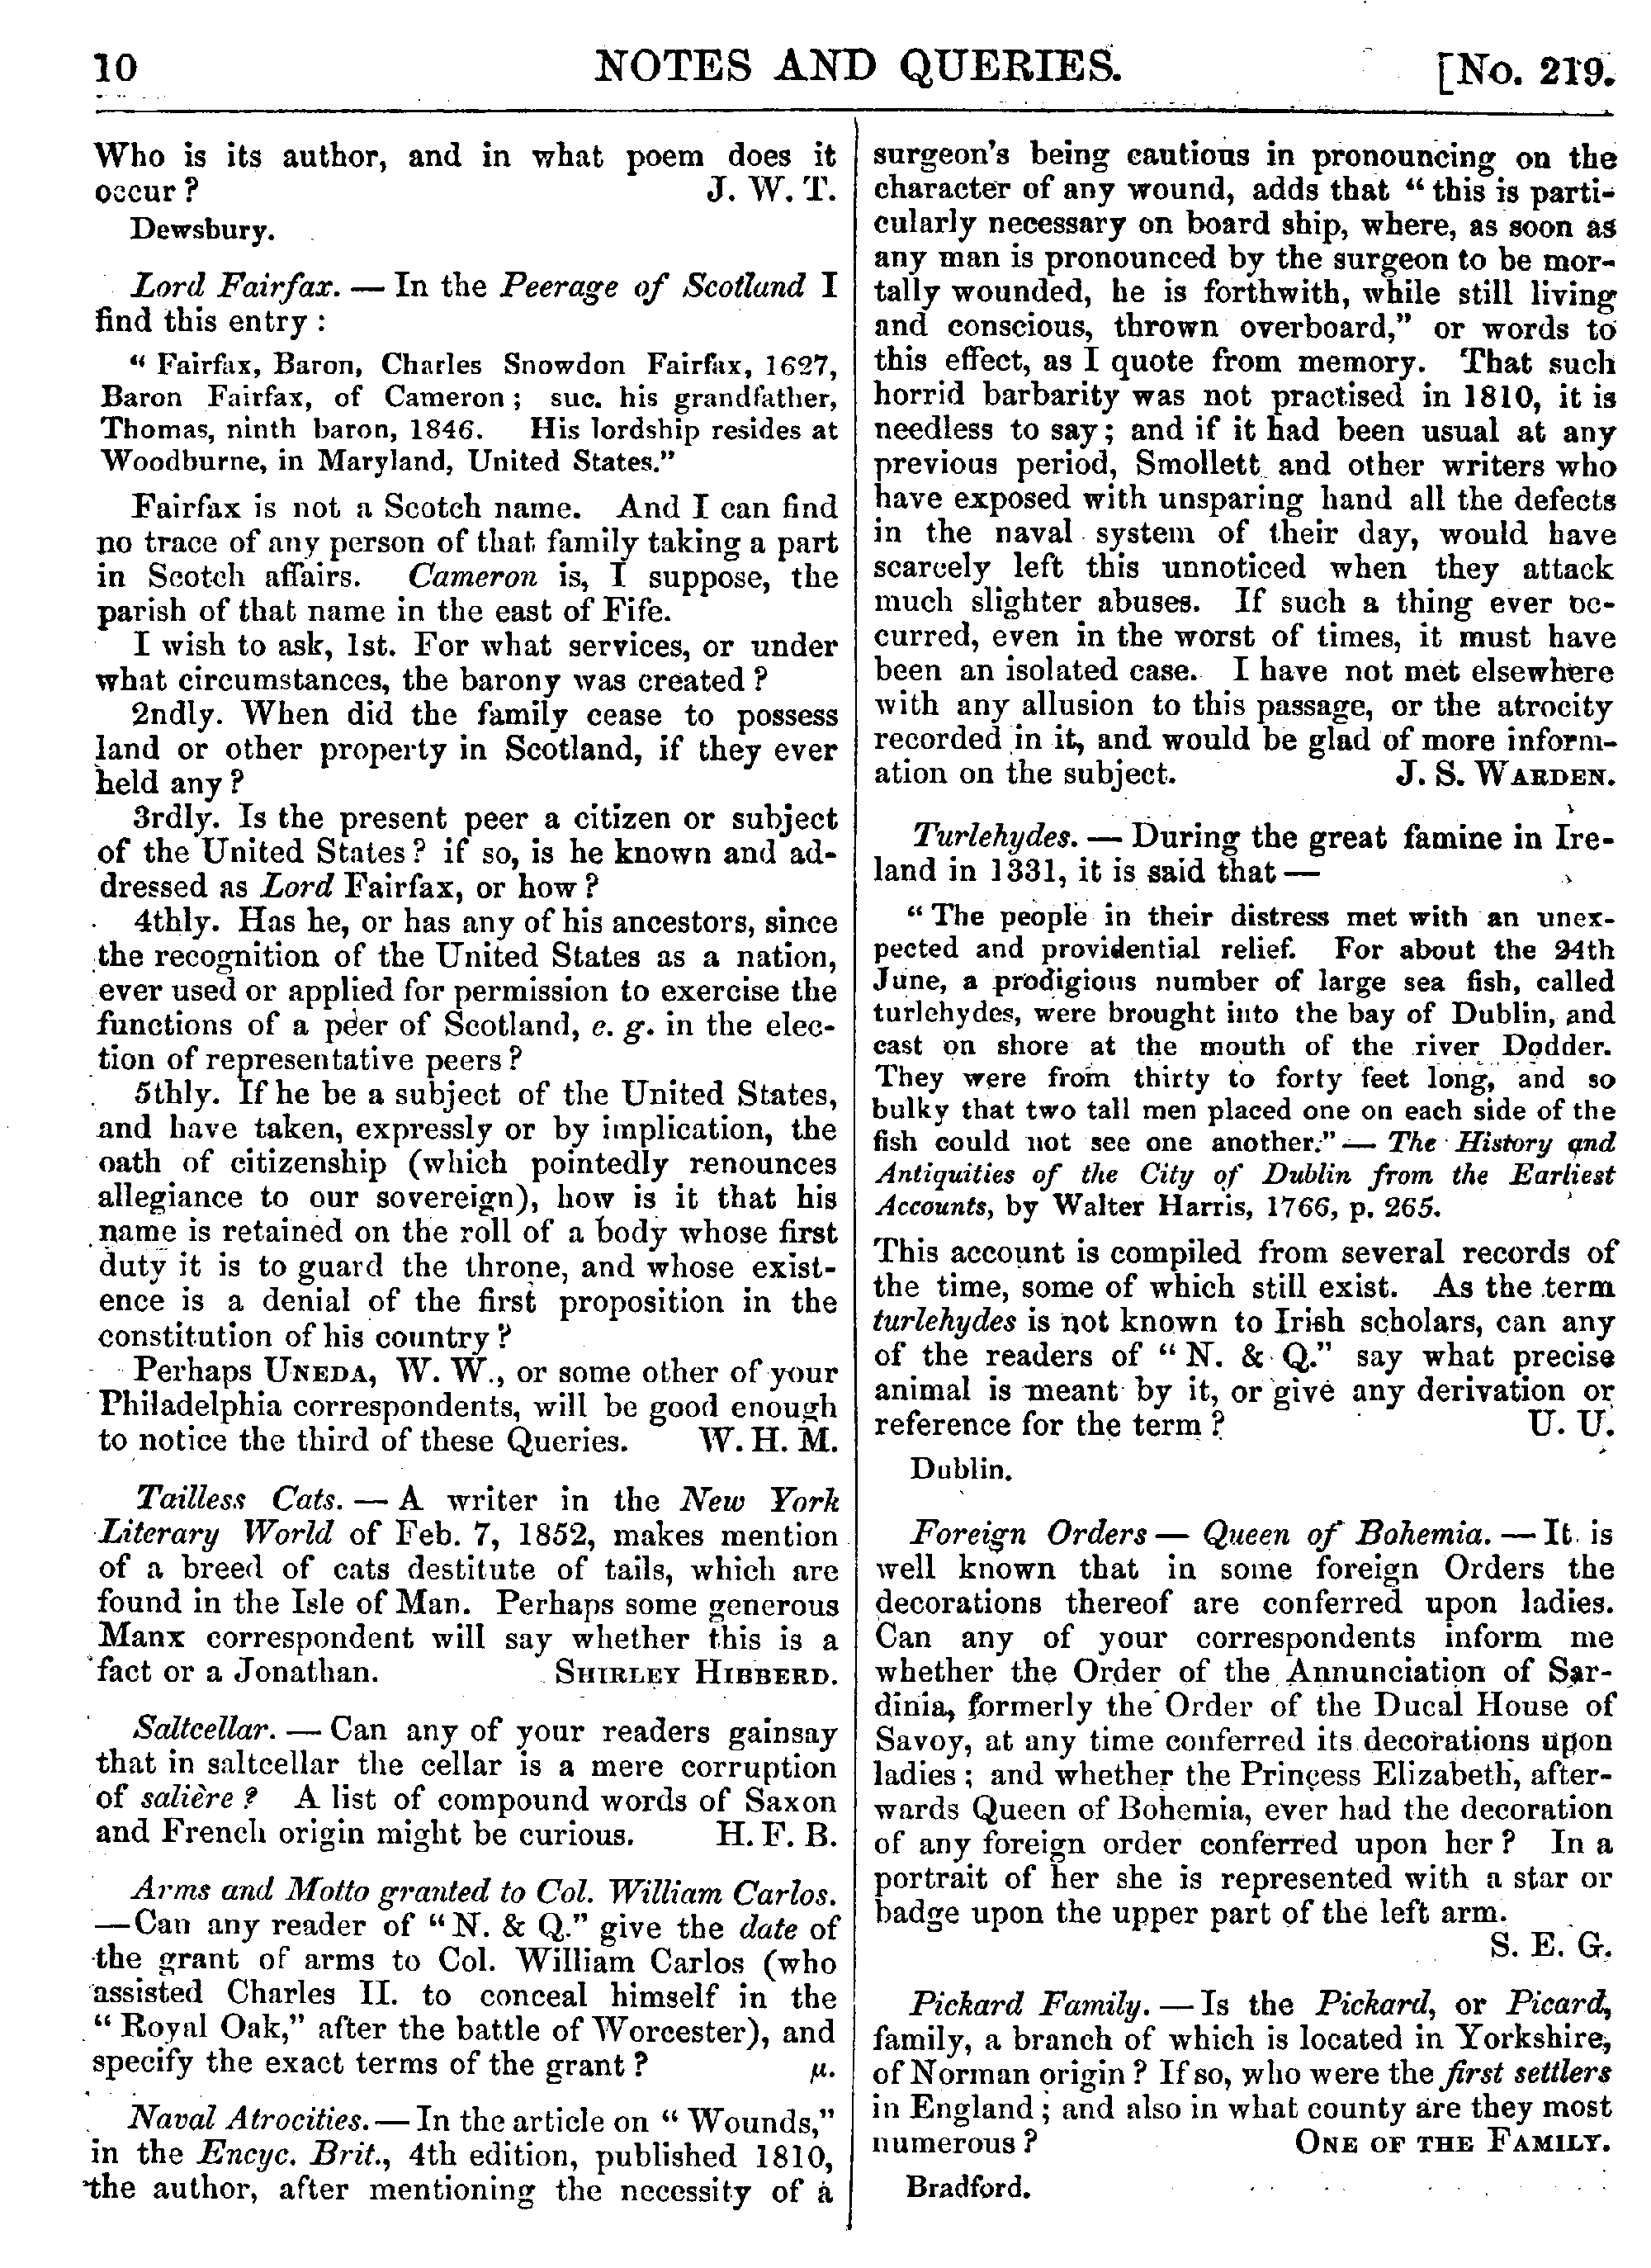 10
NOTES AND QUERIES.
[No. 219.
Who is its author, and in what poem does it
occur? J. W. T.
Dewsbury.
Lord Fairfax. — In the Peerage of Scotland I
find this entry:
“Fairfax, Baron, Charles Snowdon Fairfax, 1627,
Baron Fairfax, of Cameron; suc. his grandfather,
Thomas, ninth baron, 1846. His lordship resides at
Woodburne, in Maryland, United States.”
Fairfax is not a Scotch name. And I can find
no trace of any person of that family taking a part
in Scotch affairs. Cameron is, I suppose, the
parish of that name in the east of Fife.
I wish to ask, 1st. For what services, or under
what circumstances, the barony was created?
2ndly. When did the family cease to possess
land or other property in Scotland, if they ever
held any?
3rdly. Is the present peer a citizen or subject
of the United States? if so, is he known and ad-
dressed as Lord Fairfax, or how?
4thly. Has he, or has any of his ancestors, since
the recognition of the United States as a nation,
ever used or applied for permission to exercise the
functions of a peer of Scotland, e. g. in the elec-
tion of representative peers?
5thly. If he be a subject of the United States,
and have taken, expressly or by implication, the
oath of citizenship (which pointedly renounces
allegiance to our sovereign), how is it that his
name is retained on the roll of a body whose first
duty it is to guard the throne, and whose exist-
ence is a denial of the first proposition in the
constitution of his country?
Perhaps UNEDA, W. W., or some other of your
Philadelphia correspondents, will be good enough
to notice the third of these Queries. W. H. M.
Tailless Cats. — A writer in the New York
Literary World of Feb. 7, 1852, makes mention
of a breed of cats destitute of tails, which are
found in the Isle of Man. Perhaps some generous
Manx correspondent will say whether this is a
fact or a Jonathan. SHIRLEY HIBBERD.
Saltcellar. — Can any of your readers gainsay
that in saltcellar the cellar is a mere corruption
of salière? A list of compound words of Saxon
and French origin might be curious. H. F. B.
Arms and Motto granted to Col. William Carlos.
—Can any reader of “N. & Q.” give the date of
the grant of arms to Col. William Carlos (who
assisted Charles II. to conceal himself in the
“Royal Oak,” after the battle of Worcester), and
specify the exact terms of the grant? μ.
Naval Atrocities. — In the article on “Wounds,”
in the Encyc. Brit., 4th edition, published 1810,
the author, after mentioning the necessity of a
surgeon's being cautious in pronouncing on the
character of any wound, adds that “this is parti-
cularly necessary on board ship, where, as soon as
any man is pronounced by the surgeon to be mor-
tally wounded, he is forthwith, while still living
and conscious, thrown overboard,” or words to
this effect, as I quote from memory. That such
horrid barbarity was not practised in 1810, it is
needless to say; and if it had been usual at any
previous period, Smollett and other writers who
have exposed with unsparing hand all the defects
in the naval system of their day, would have
scarcely left this unnoticed when they attack
much slighter abuses. If such a thing ever oc-
curred, even in the worst of times, it must have
been an isolated case. I have not met elsewhere
with any allusion to this passage, or the atrocity
recorded in it, and would be glad of more inform-
ation on the subject. J. S. WARDEN.
Turlehydes. — During the great famine in Ire-
land in 1331, it is said that —
“The people in their distress met with an unex-
pected and providential relief. For about the 24th
June, a prodigious number of large sea fish, called
turlehydes, were brought into the bay of Dublin, and
cast on shore at the mouth of the river Dodder.
They were from thirty to forty feet long, and so
bulky that two tall men placed one on each side of the
fish could not see one another.” — The History and
Antiquities of the City of Dublin from the Earliest
Accounts, by Walter Harris, 1766, p. 265.
This account is compiled from several records of
the time, some of which still exist. As the term
turlehydes is not known to Irish scholars, can any
of the readers of “N. & Q.” say what precise
animal is meant by it, or give any derivation or
reference for the term? U. U.
Dublin.
Foreign Orders — Queen of Bohemia. — It is
well known that in some foreign Orders the
decorations thereof are conferred upon ladies.
Can any of your correspondents inform me
whether the Order of the Annunciation of Sar-
dinia, formerly the Order of the Ducal House of
Savoy, at any time conferred its decorations upon
ladies; and whether the Princess Elizabeth, after-
wards Queen of Bohemia, ever had the decoration
of any foreign order conferred upon her? In a
portrait of her she is represented with a star or
badge upon the upper part of the left arm.
S. E. G.
Pickard Family. — Is the Pickard, or Picard,
family, a branch of which is located in Yorkshire,
of Norman origin? If so, who were the first settlers
in England; and also in what county are they most
numerous? ONE OF THE FAMILY.
Bradford.